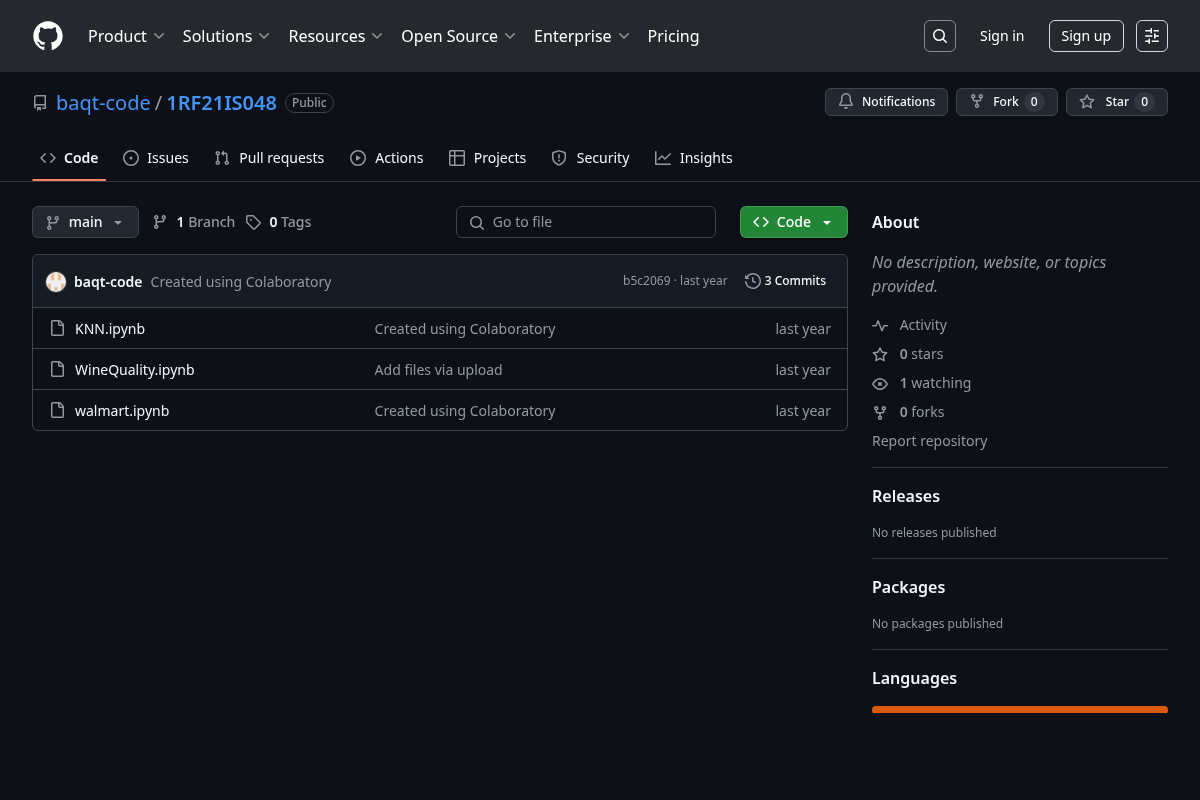 Product Solutions Resources Open Source Enterprise Pricing Sign in Sign up
baqt-code / 1RF21IS048 Public Notifications Fork 0 Star 0
Code Issues Pull requests Actions Projects Security Insights
main 1 Branch 0 Tags Go to file Code
baqt-code Created using Colaboratory b5c2069 · last year 3 Commits
KNN.ipynb Created using Colaboratory last year
WineQuality.ipynb Add files via upload last year
walmart.ipynb Created using Colaboratory last year
About
No description, website, or topics
provided.
Activity
0 stars
1 watching
0 forks
Report repository
Releases
No releases published
Packages
No packages published
Languages